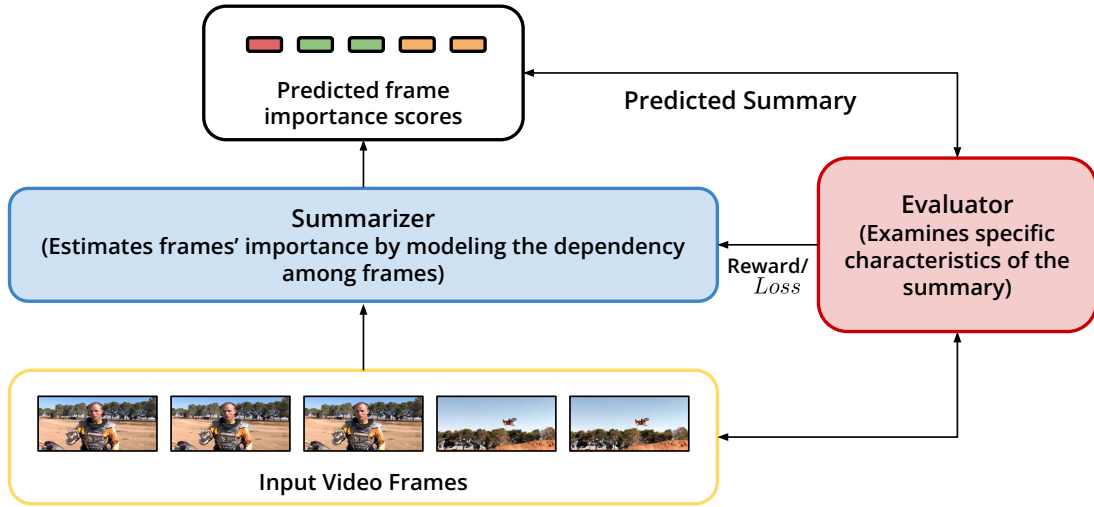 Predicted frame
importance scores
Predicted Summary
Summarizer
(Estimates frames’ importance by modeling the dependency
among frames)
Evaluator
(Examines specific
characteristics of the
summary)
Reward/
Loss
Input Video Frames